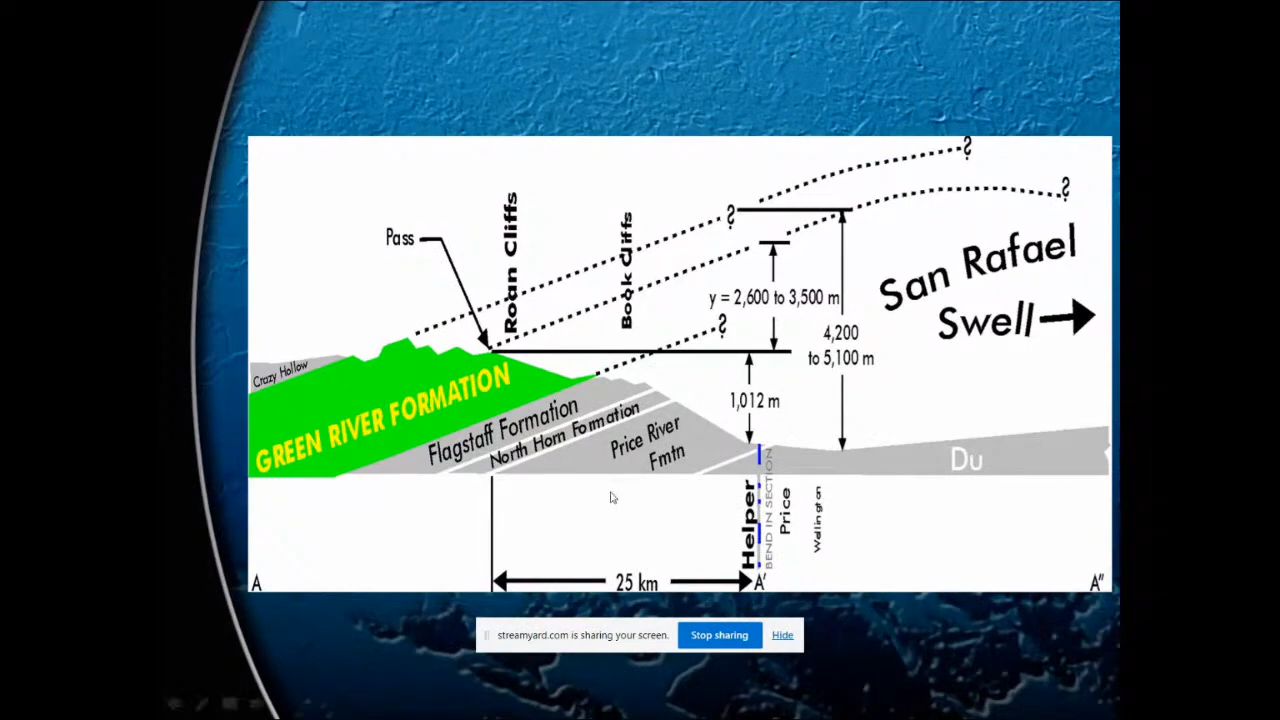 Pass
Roan Cliffs
Book Cliffs
?
?
?
?
y = 2,600 to 3,500 m
4,200
to 5,100 m
San Rafael
Swell
Crazy Hollow
GREEN RIVER FORMATION
Flagstaff Formation
North Horn Formation
Price River
Fmtn
1,012 m
Du
Helper
BEND IN SECTION
Price
Wellington
A
25 km
A'
A"
streamyard.com is sharing your screen.
Stop sharing
Hide